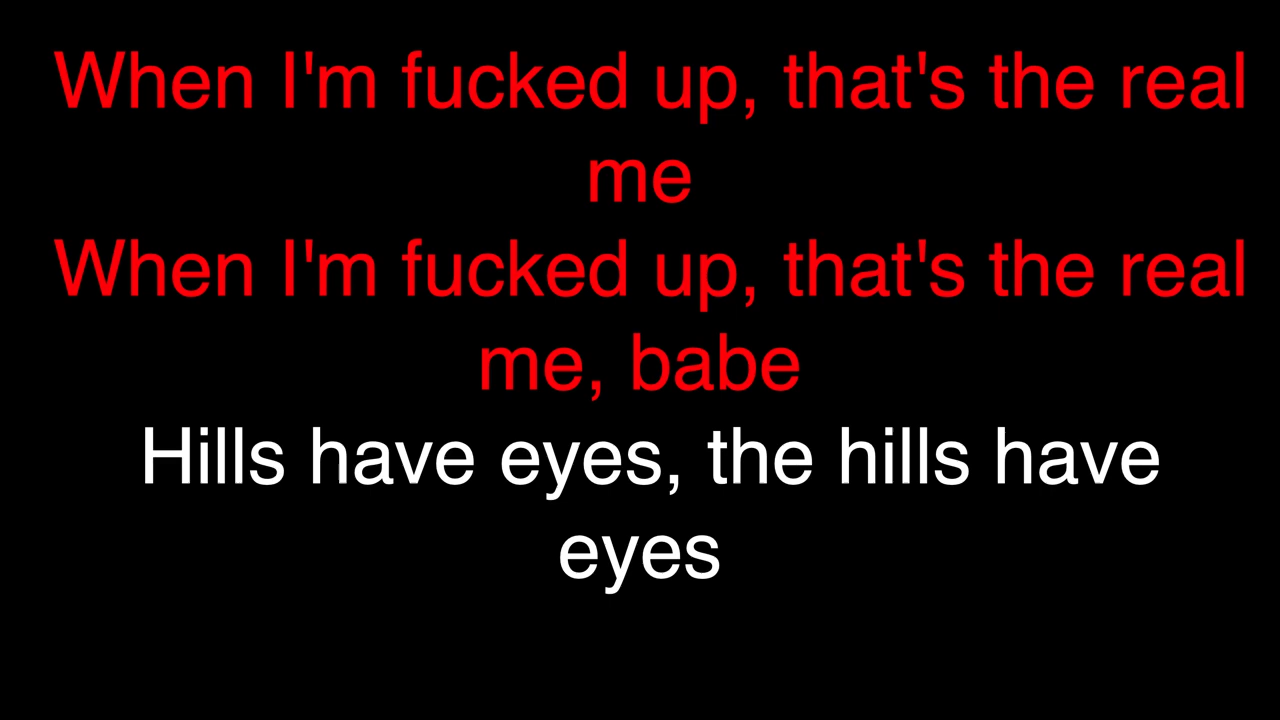 When I'm fucked up, that's the real
me
When I'm fucked up, that's the real
me, babe
Hills have eyes, the hills have
eyes